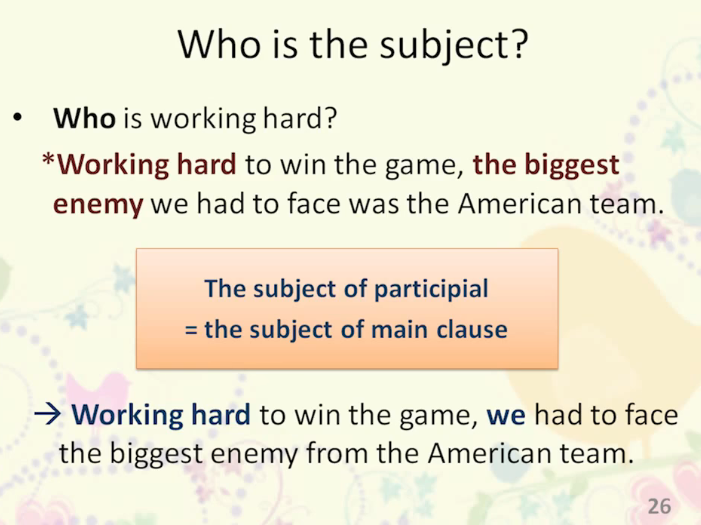 Who is the subject?
• Who is working hard?
*Working hard to win the game, the biggest
enemy we had to face was the American team.
The subject of participial
= the subject of main clause
→ Working hard to win the game, we had to face
the biggest enemy from the American team.
26